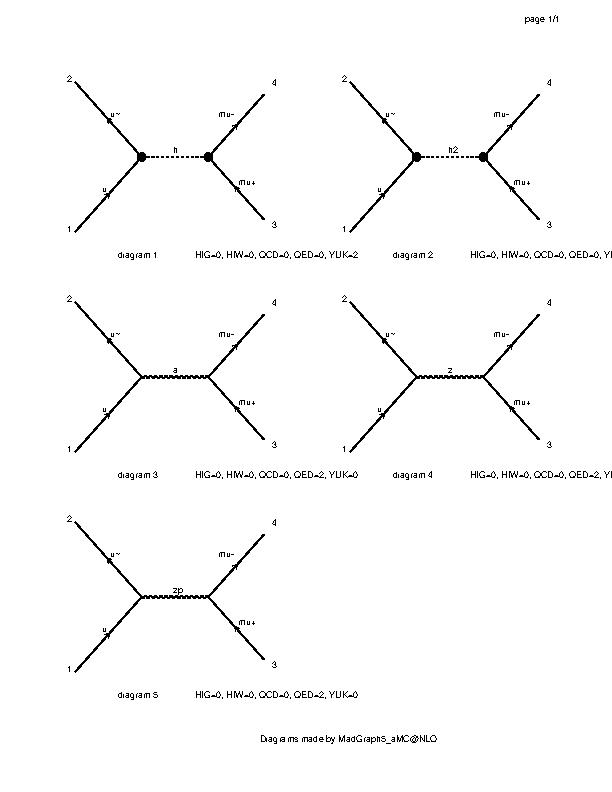 page 1/1
2 4 2 4
u~ mu- u~ mu-
h h2
u mu+ u mu+
1 3 1 3
diagram 1 HIG=0, HIW=0, QCD=0, QED=0, YUK=2 diagram 2 HIG=0, HIW=0, QCD=0, QED=0, YU
2 4 2 4
u~ mu- u~ mu-
a z
u mu+ u mu+
1 3 1 3
diagram 3 HIG=0, HIW=0, QCD=0, QED=2, YUK=0 diagram 4 HIG=0, HIW=0, QCD=0, QED=2, YU
2 4
u~ mu-
zp
u mu+
1 3
diagram 5 HIG=0, HIW=0, QCD=0, QED=2, YUK=0
Diagrams made by MadGraph5_aMC@NLO